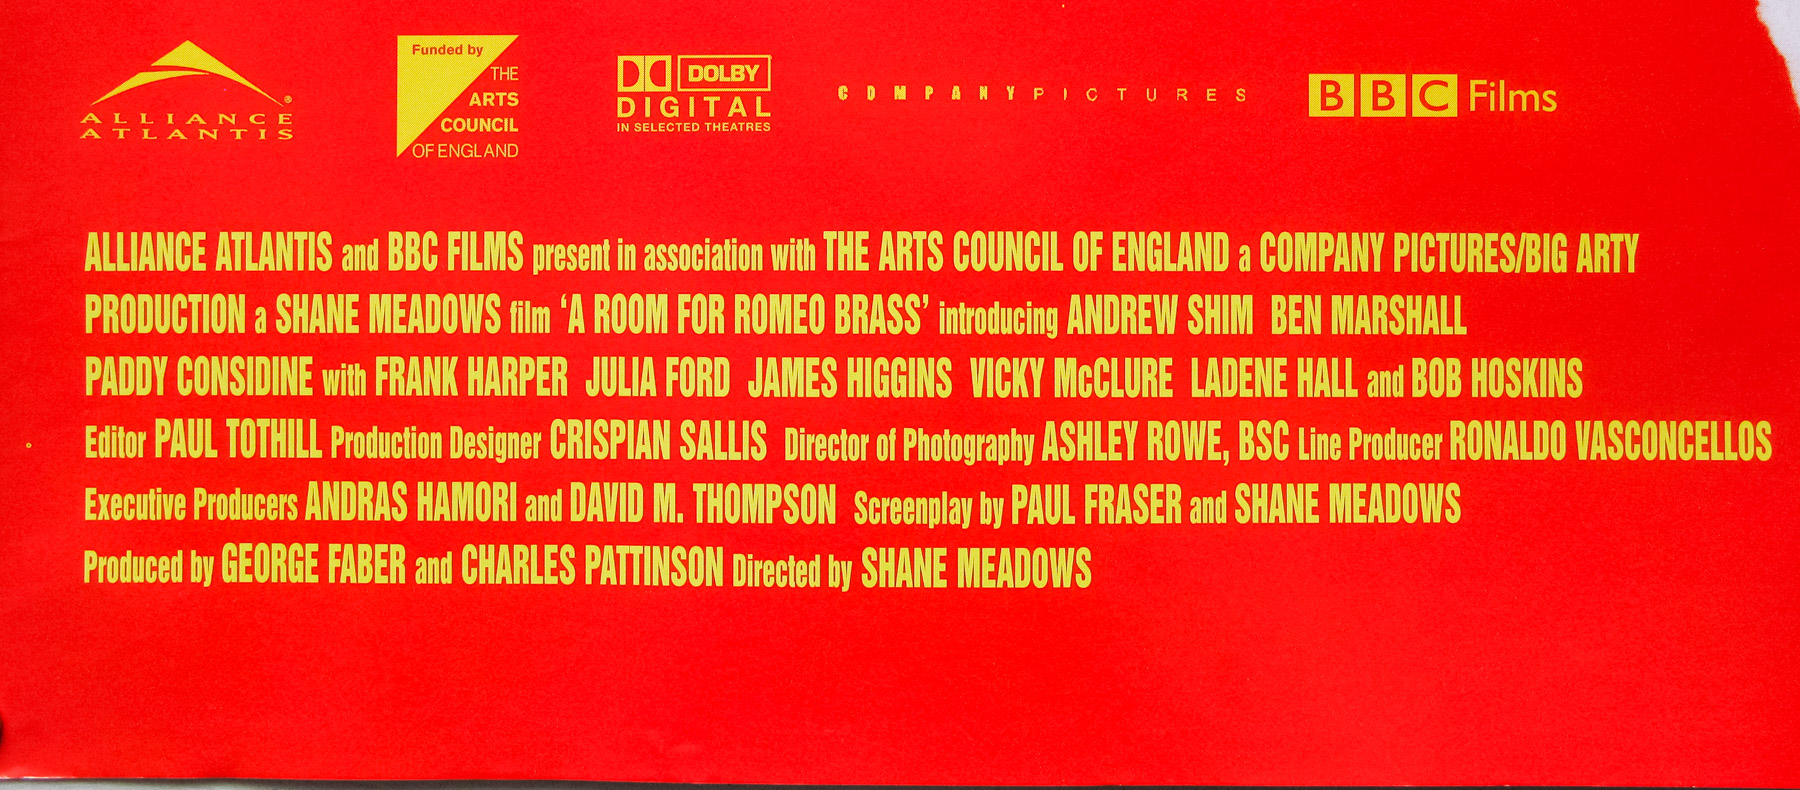 ALLIANCE
ATLANTIS
Funded by
THE
ARTS
COUNCIL
OF ENGLAND
DOLBY
DIGITAL
IN SELECTED THEATRES
COMPANY PICTURES
BBC Films
ALLIANCE ATLANTIS and BBC FILMS present in association with THE ARTS COUNCIL OF ENGLAND a COMPANY PICTURES/BIG ARTY
PRODUCTION a SHANE MEADOWS film ‘A ROOM FOR ROMEO BRASS’ introducing ANDREW SHIM BEN MARSHALL
PADDY CONSIDINE with FRANK HARPER JULIA FORD JAMES HIGGINS VICKY McCLURE LADENE HALL and BOB HOSKINS
Editor PAUL TOTHILL Production Designer CRISPIAN SALLIS Director of Photography ASHLEY ROWE, BSC Line Producer RONALDO VASCONCELLOS
Executive Producers ANDRAS HAMORI and DAVID M. THOMPSON Screenplay by PAUL FRASER and SHANE MEADOWS
Produced by GEORGE FABER and CHARLES PATTINSON Directed by SHANE MEADOWS